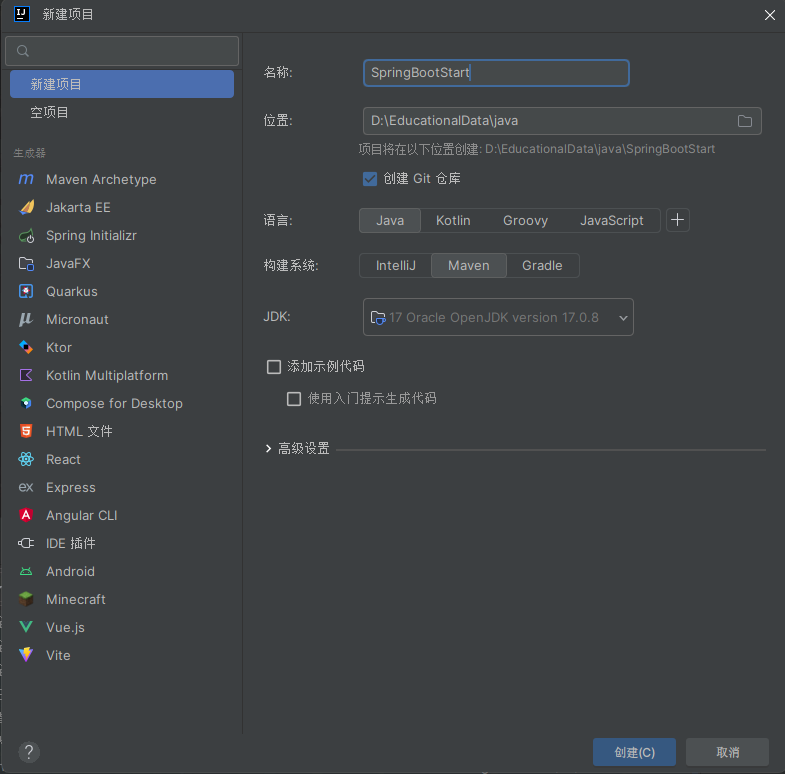 新建项目
新建项目
空项目
生成器
Maven Archetype
Jakarta EE
Spring Initializr
JavaFX
Quarkus
Micronaut
Ktor
Kotlin Multiplatform
Compose for Desktop
HTML 文件
React
ex Express
Angular CLI
IDE 插件
Android
Minecraft
Vue.js
Vite
名称: SpringBootStart
位置: D:\EducationalData\java
项目将在以下位置创建: D:\EducationalData\java\SpringBootStart
创建 Git 仓库
语言: Java Kotlin Groovy JavaScript +
构建系统: IntelliJ Maven Gradle
JDK: 17 Oracle OpenJDK version 17.0.8
添加示例代码
使用入门提示生成代码
高级设置
? 创建(C) 取消